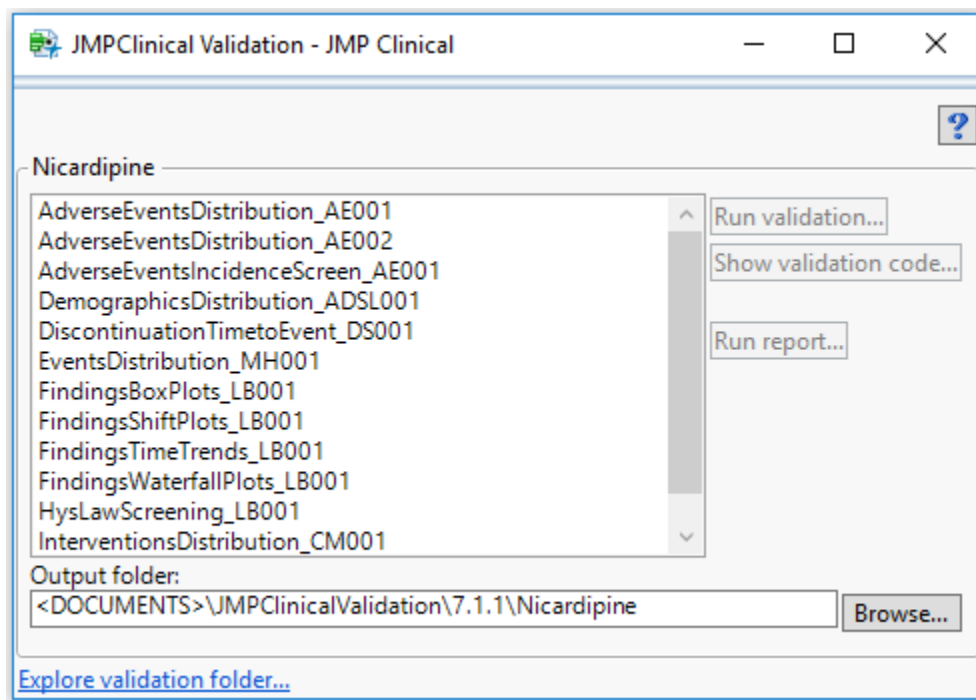 JMPClinical Validation - JMP Clinical
?
Nicardipine
AdverseEventsDistribution_AE001
AdverseEventsDistribution_AE002
AdverseEventsIncidenceScreen_AE001
DemographicsDistribution_ADSL001
DiscontinuationTimetoEvent_DS001
EventsDistribution_MH001
FindingsBoxPlots_LB001
FindingsShiftPlots_LB001
FindingsTimeTrends_LB001
FindingsWaterfallPlots_LB001
HysLawScreening_LB001
InterventionsDistribution_CM001
Run validation...
Show validation code...
Run report...
Output folder:
<DOCUMENTS>\JMPClinicalValidation\7.1.1\Nicardipine
Browse...
Explore validation folder...